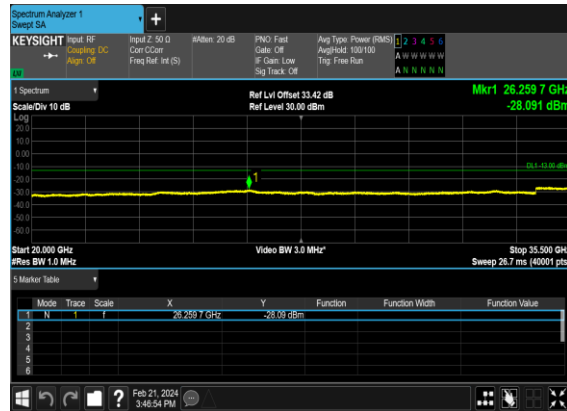 Spectrum Analyzer 1
Swept SA
+
KEYSIGHT Input: RF Input Z: 50 Ω #Atten: 20 dB PNO: Fast Avg Type: Power (RMS) 1 2 3 4 5 6
Coupling: DC Corr CCorr Gate: Off Avg|Hold: 100/100 A W W W W W
Align: Off Freq Ref: Int (S) IF Gain: Low Trig: Free Run A N N N N N
Sig Track: Off
1 Spectrum Ref Lvl Offset 33.42 dB Mkr1 26.259 7 GHz
Scale/Div 10 dB Ref Level 30.00 dBm -28.091 dBm
Log
20.0
10.0
0.00
-10.0
DL1 -13.00 dBm
-20.0
1
-30.0
-40.0
-50.0
-60.0
Start 20.000 GHz Video BW 3.0 MHz* Stop 35.500 GHz
#Res BW 1.0 MHz Sweep 26.7 ms (40001 pts)
5 Marker Table
Mode Trace Scale X Y Function Function Width Function Value
1 N 1 f 26.259 7 GHz -28.09 dBm
2
3
4
5
6
? Feb 21, 2024
3:46:54 PM